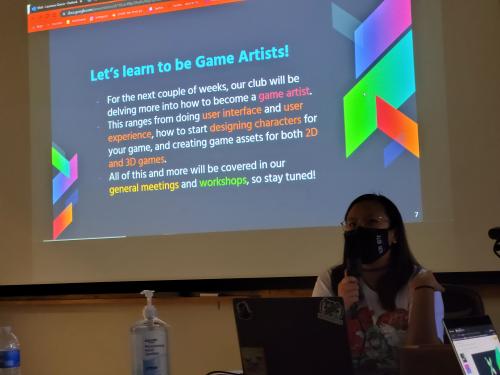 Let's learn to be Game Artists!
For the next couple of weeks, our club will be
delving more into how to become a game artist.
This ranges from doing user interface and user
experience, how to start designing characters for
your game, and creating game assets for both 2D
and 3D games.
All of this and more will be covered in our
general meetings and workshops, so stay tuned!
7